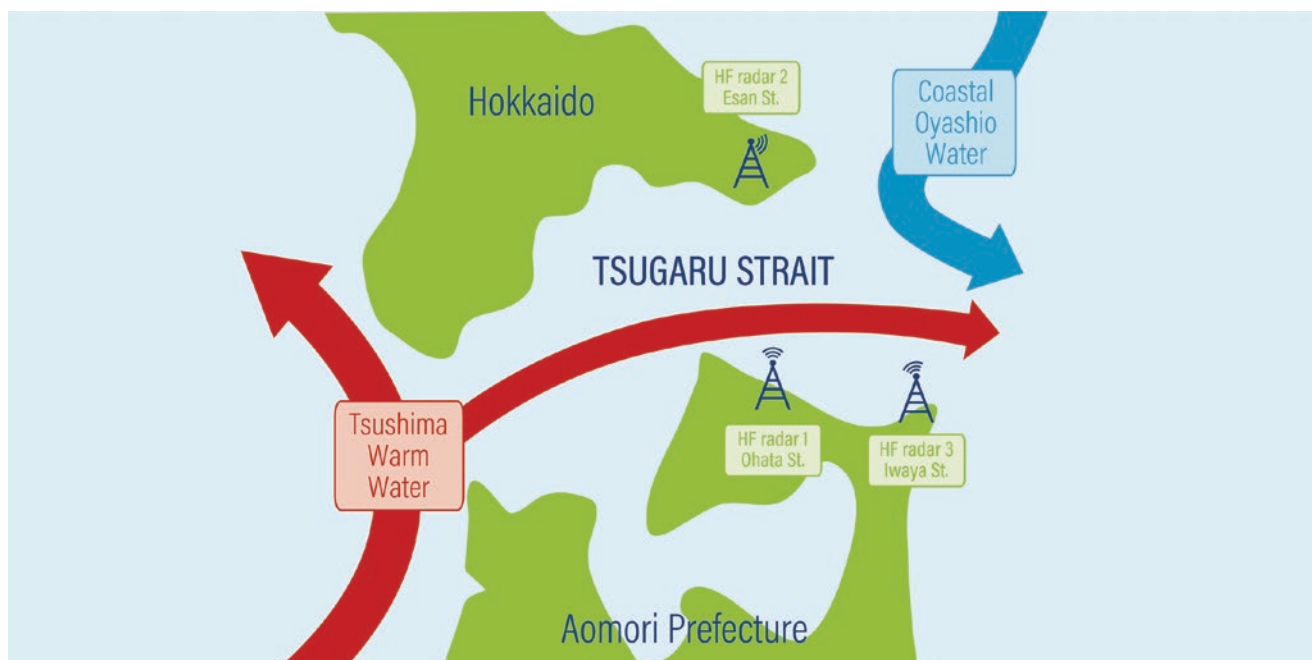 Hokkaido
HF radar 2
Esan St.
Coastal
Oyashio
Water
TSUGARU STRAIT
Tsushima
Warm
Water
HF radar 1
Ohata St.
HF radar 3
Iwaya St.
Aomori Prefecture